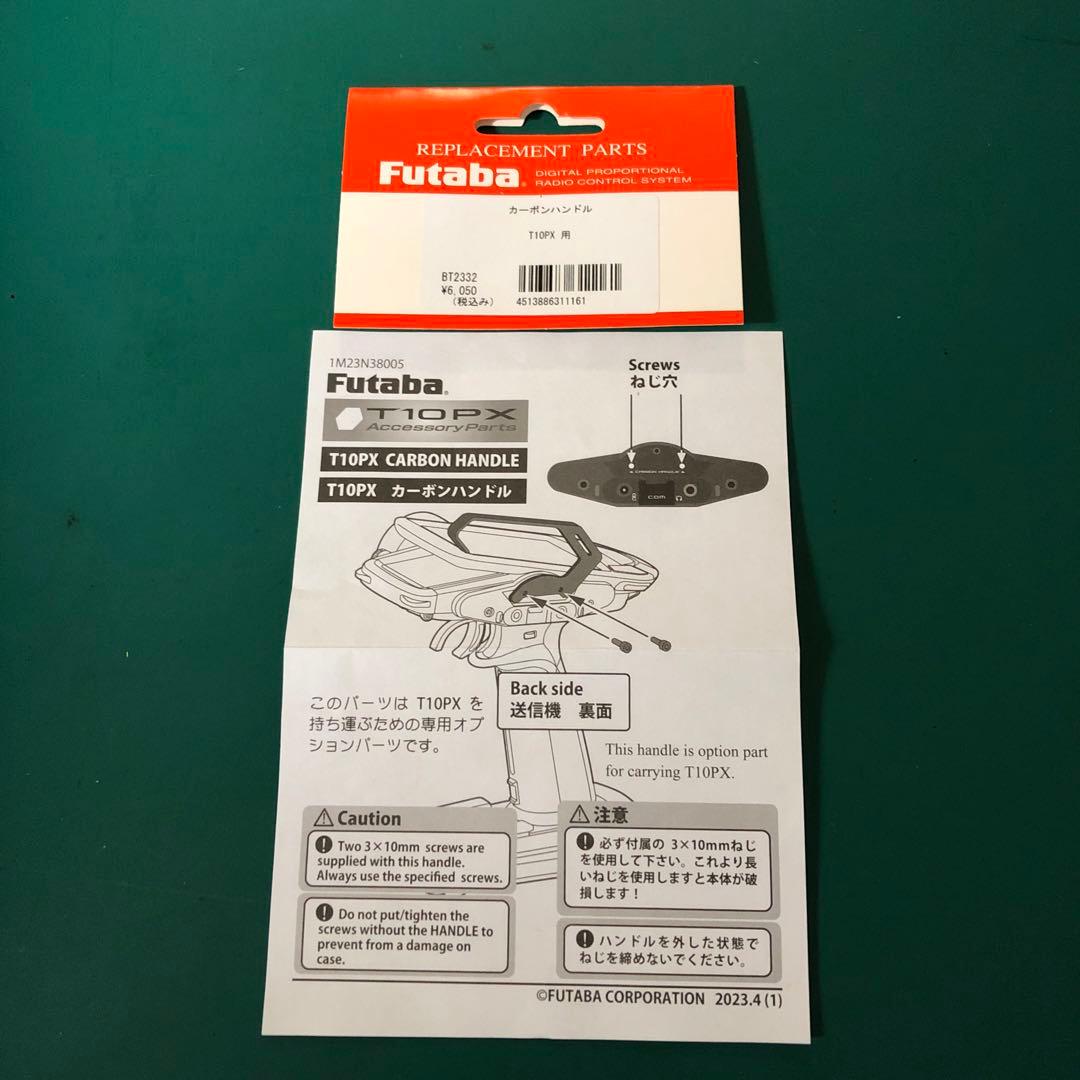 REPLACEMENT PARTS
Futaba®
DIGITAL PROPORTIONAL
RADIO CONTROL SYSTEM
カーボンハンドル
T10PX 用
BT2332
¥6,050
(税込み)
4513886311161
1M23N38005
Futaba®
T10PX
Accessory Parts
T10PX CARBON HANDLE
T10PX カーボンハンドル
Screws
ねじ穴
CARBON HANDLE
COM
Back side
送信機 裏面
このパーツは T10PX を
持ち運ぶための専用オプ
ションパーツです。
This handle is option part
for carrying T10PX.
Caution
Two 3×10mm screws are
supplied with this handle.
Always use the specified screws.
Do not put/tighten the
screws without the HANDLE to
prevent from a damage on
case.
注意
必ず付属の 3×10mmねじ
を使用して下さい。これより長
いねじを使用しますと本体が破
損します！
ハンドルを外した状態で
ねじを締めないでください。
©FUTABA CORPORATION 2023.4 (1)